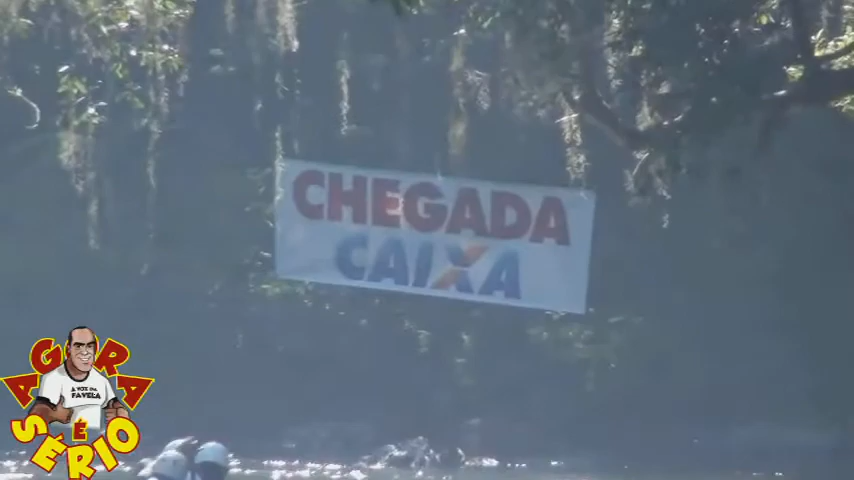 CHEGADA
CAIXA
AGORA
A VOZ DA
FAVELA
É
SÉRIO